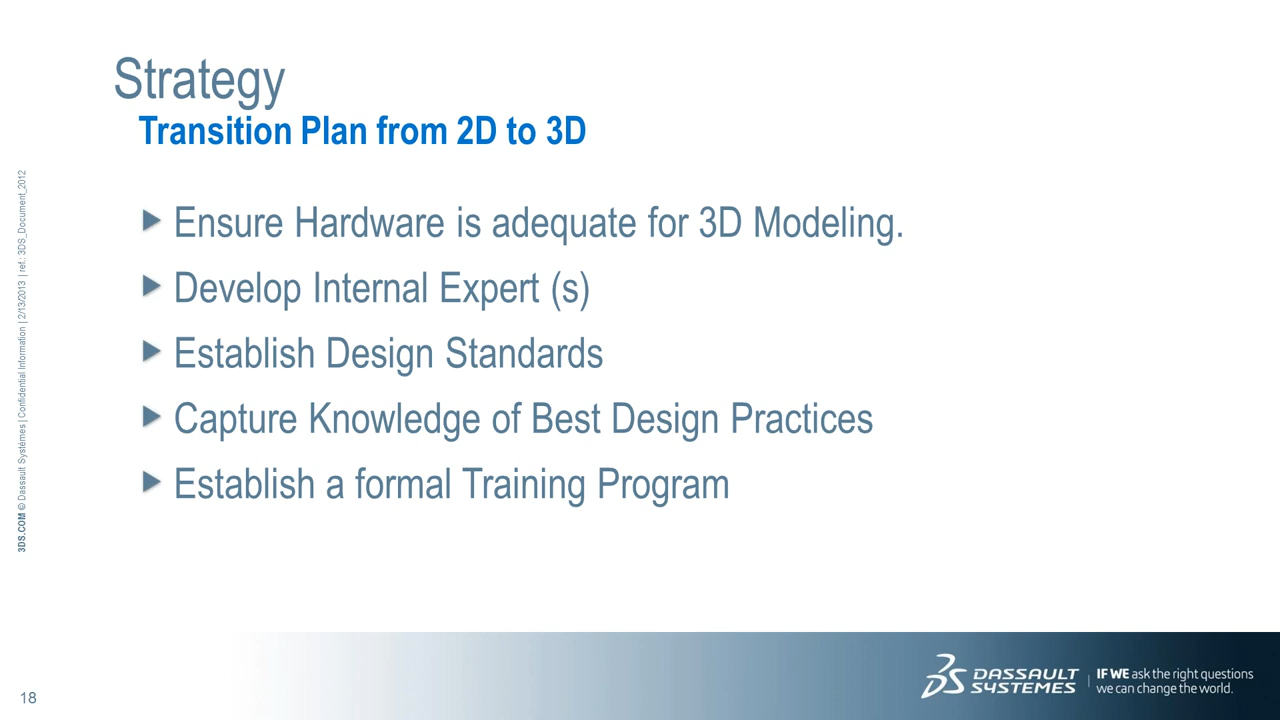 Strategy
Transition Plan from 2D to 3D
Ensure Hardware is adequate for 3D Modeling.
Develop Internal Expert (s)
Establish Design Standards
Capture Knowledge of Best Design Practices
Establish a formal Training Program
3DS.COM © Dassault Systèmes | Confidential Information | 2/13/2013 | ref.: 3DS_Document_2012
18
DASSAULT
SYSTEMES
IF WE ask the right questions
we can change the world.